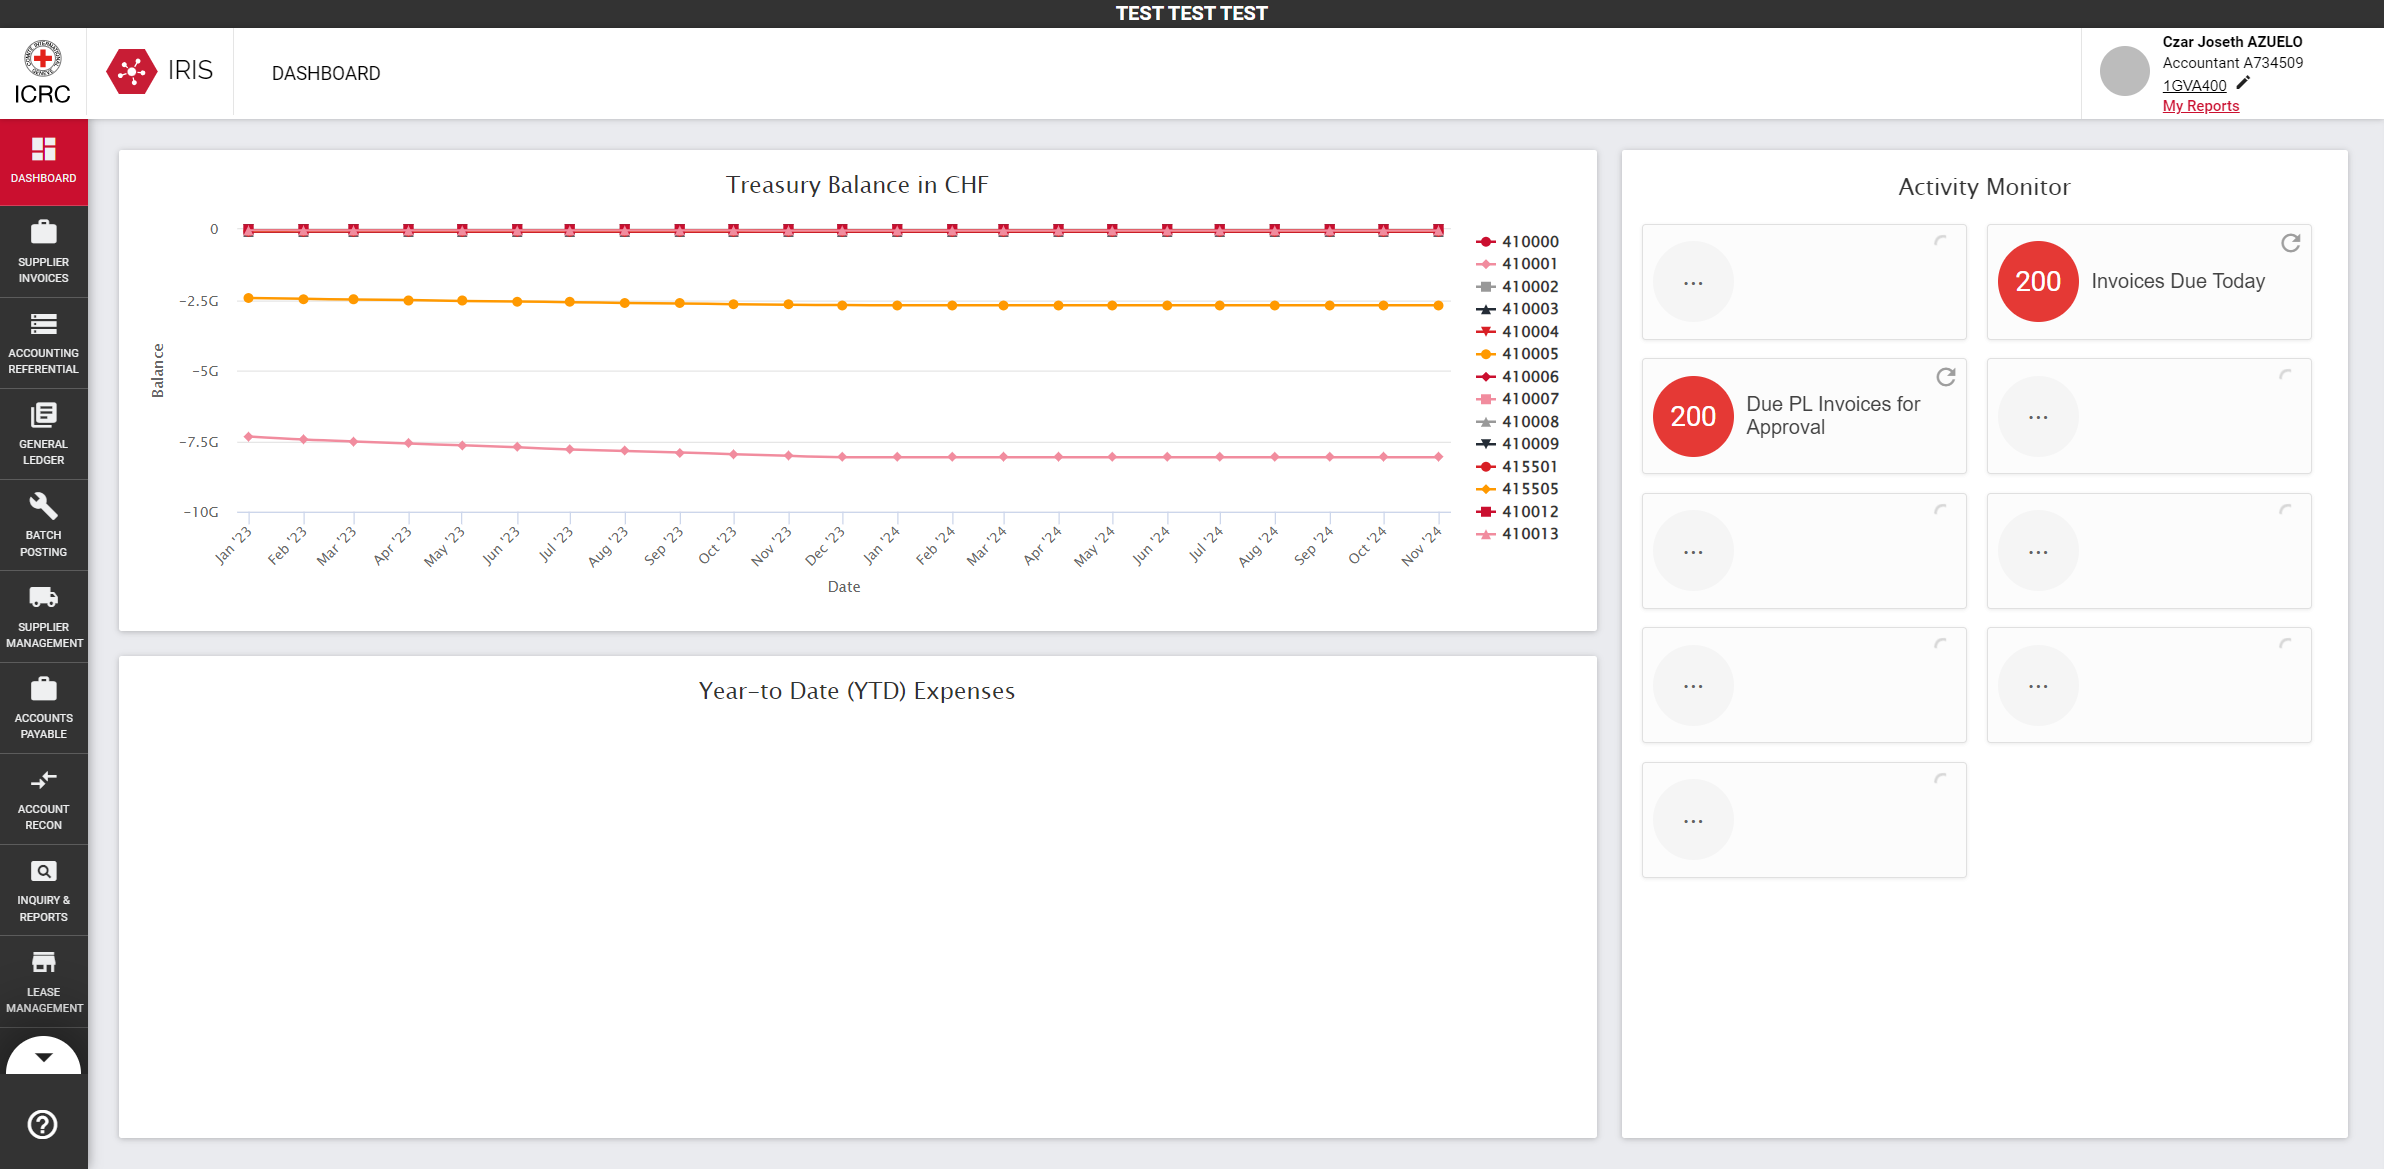 TEST TEST TEST
COMITE INTERNATIONAL GENEVE
ICRC
IRIS
DASHBOARD
Czar Joseth AZUELO
Accountant A734509
1GVA400
My Reports
DASHBOARD
SUPPLIER
INVOICES
ACCOUNTING
REFERENTIAL
GENERAL
LEDGER
BATCH
POSTING
SUPPLIER
MANAGEMENT
ACCOUNTS
PAYABLE
ACCOUNT
RECON
INQUIRY &
REPORTS
LEASE
MANAGEMENT
Treasury Balance in CHF
Balance
0
−2.5G
−5G
−7.5G
−10G
Jan '23
Feb '23
Mar '23
Apr '23
May '23
Jun '23
Jul '23
Aug '23
Sep '23
Oct '23
Nov '23
Dec '23
Jan '24
Feb '24
Mar '24
Apr '24
May '24
Jun '24
Jul '24
Aug '24
Sep '24
Oct '24
Nov '24
Date
410000
410001
410002
410003
410004
410005
410006
410007
410008
410009
415501
415505
410012
410013
Year-to Date (YTD) Expenses
Activity Monitor
...
200 Invoices Due Today
200 Due PL Invoices for
Approval
...
...
...
...
...
...